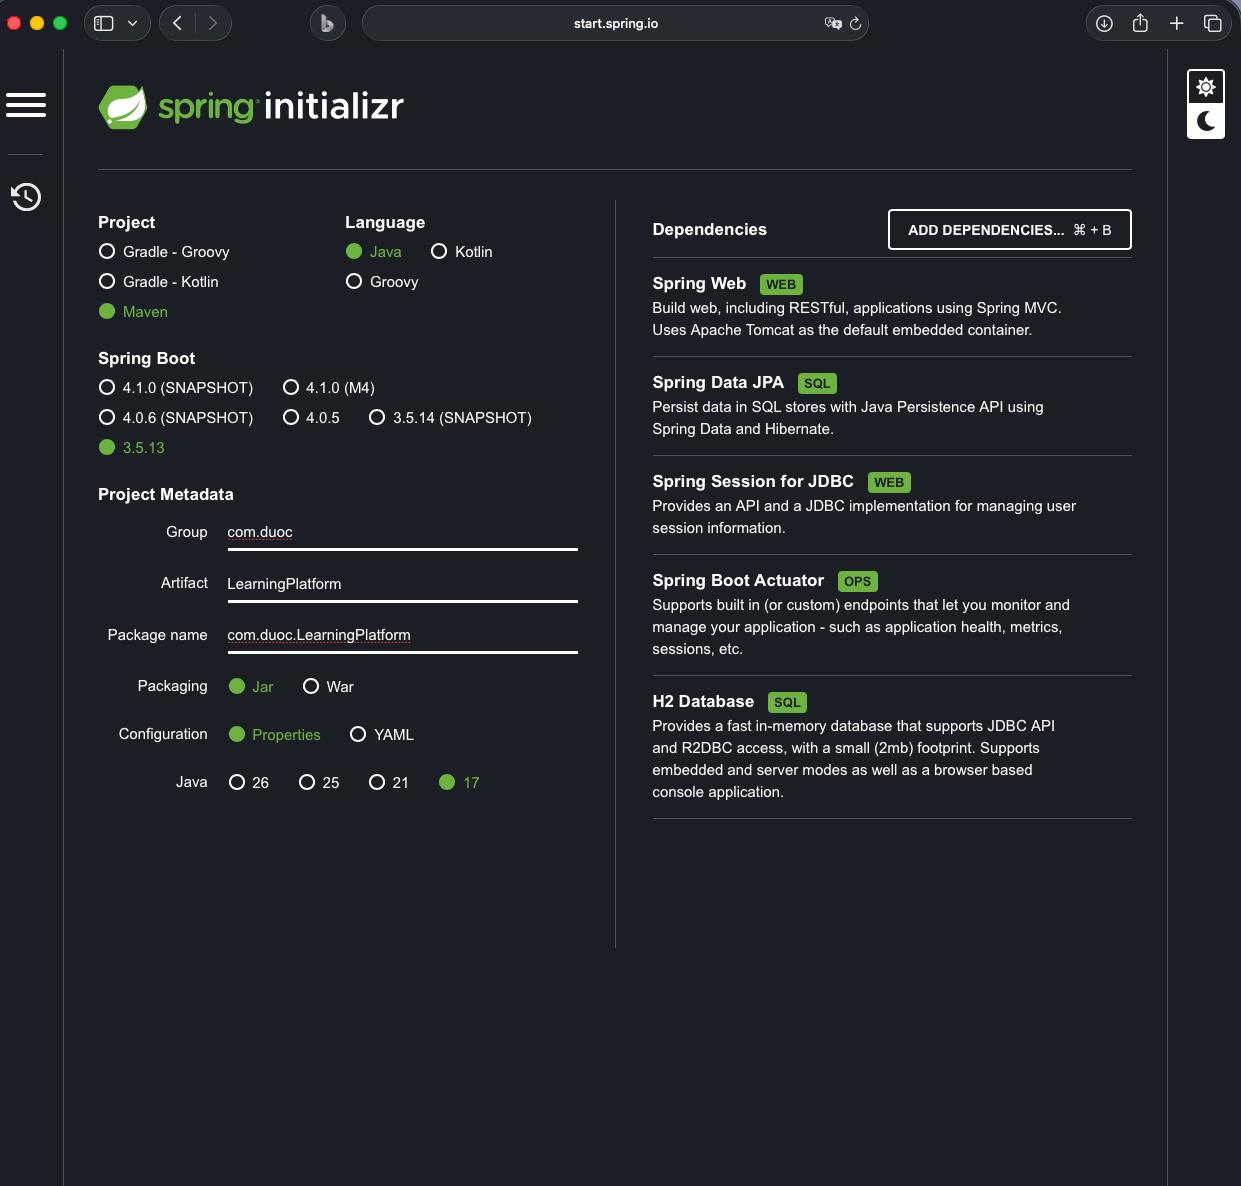 start.spring.io
spring initializr
Project
Gradle - Groovy
Gradle - Kotlin
Maven
Language
Java Kotlin
Groovy
Spring Boot
4.1.0 (SNAPSHOT) 4.1.0 (M4)
4.0.6 (SNAPSHOT) 4.0.5 3.5.14 (SNAPSHOT)
3.5.13
Project Metadata
Group com.duoc
Artifact LearningPlatform
Package name com.duoc.LearningPlatform
Packaging Jar War
Configuration Properties YAML
Java 26 25 21 17
Dependencies ADD DEPENDENCIES... ⌘ + B
Spring Web WEB
Build web, including RESTful, applications using Spring MVC.
Uses Apache Tomcat as the default embedded container.
Spring Data JPA SQL
Persist data in SQL stores with Java Persistence API using
Spring Data and Hibernate.
Spring Session for JDBC WEB
Provides an API and a JDBC implementation for managing user
session information.
Spring Boot Actuator OPS
Supports built in (or custom) endpoints that let you monitor and
manage your application - such as application health, metrics,
sessions, etc.
H2 Database SQL
Provides a fast in-memory database that supports JDBC API
and R2DBC access, with a small (2mb) footprint. Supports
embedded and server modes as well as a browser based
console application.